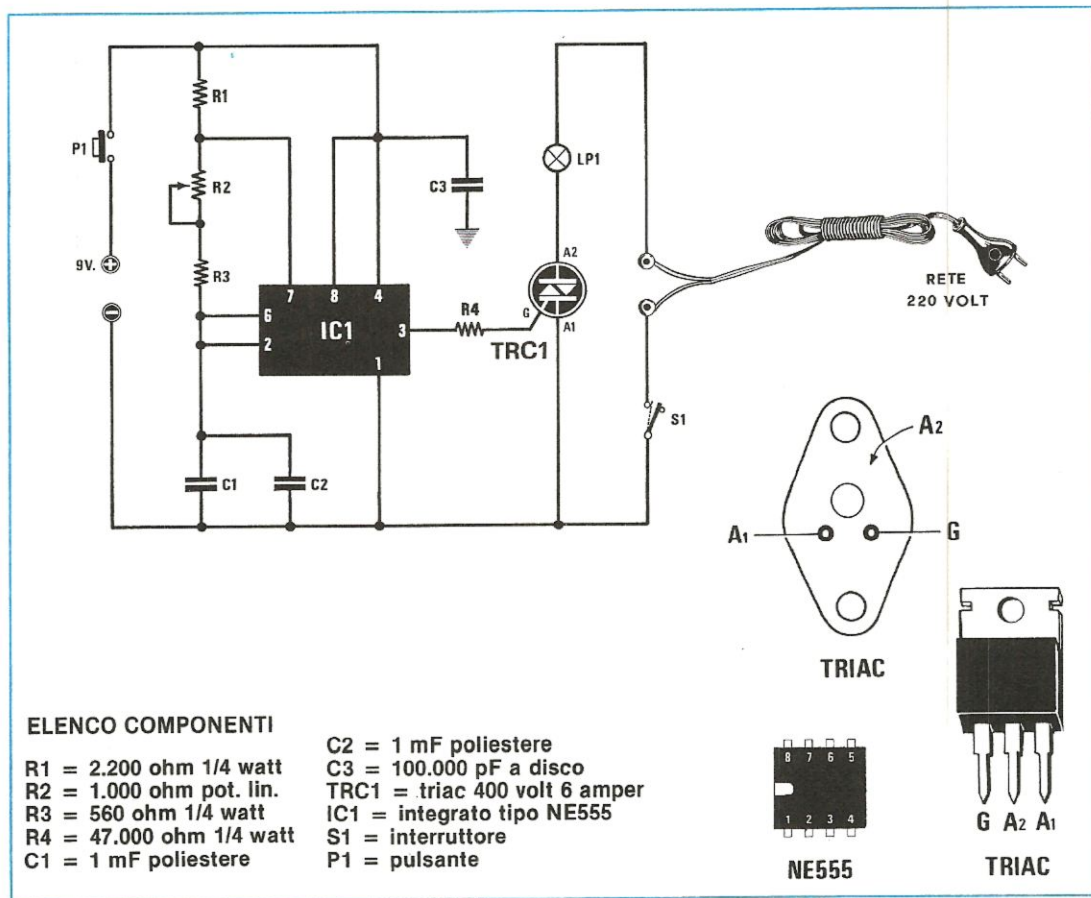 R1
P1
R2
C3
LP1
9V.
R3
A2
7
8
4
6
IC1
3
R4
G
2
TRC1
A1
1
RETE
220 VOLT
S1
C1
C2
A2
A1
G
TRIAC
ELENCO COMPONENTI
R1 = 2.200 ohm 1/4 watt
R2 = 1.000 ohm pot. lin.
R3 = 560 ohm 1/4 watt
R4 = 47.000 ohm 1/4 watt
C1 = 1 mF poliestere
C2 = 1 mF poliestere
C3 = 100.000 pF a disco
TRC1 = triac 400 volt 6 amper
IC1 = integrato tipo NE555
S1 = interruttore
P1 = pulsante
8 7 6 5
1 2 3 4
NE555
G A2 A1
TRIAC